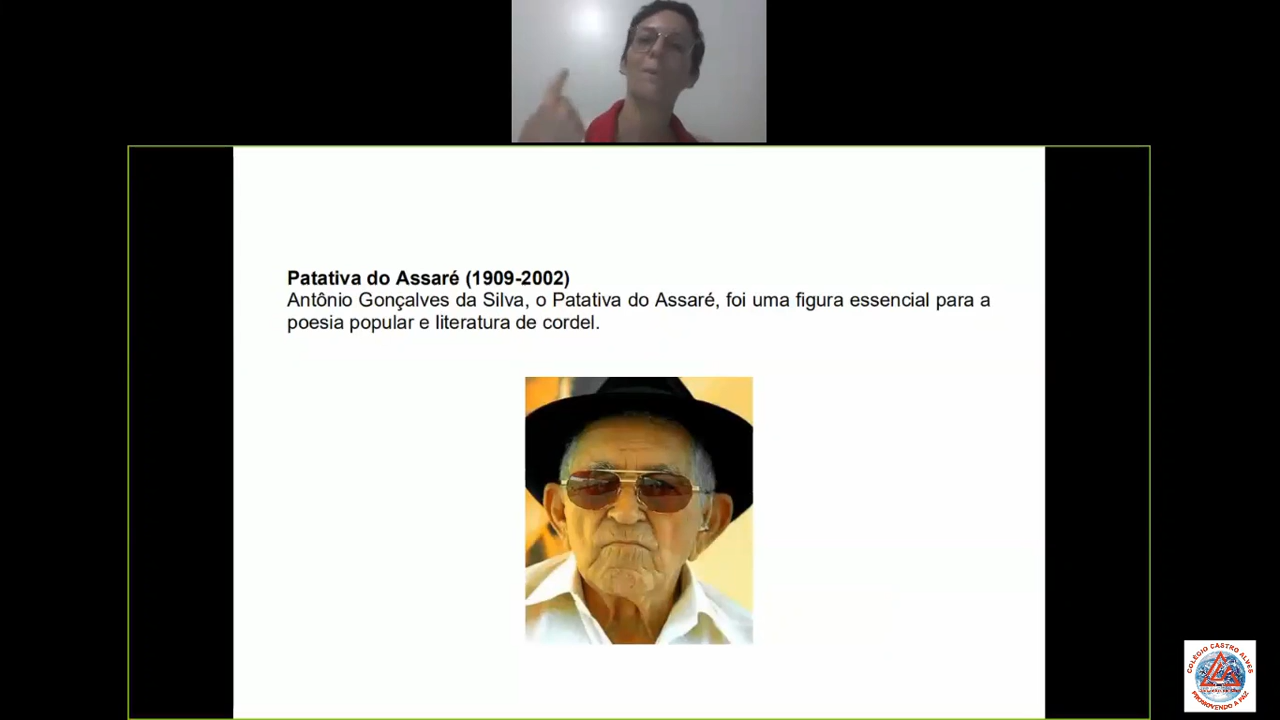 Patativa do Assaré (1909-2002)
Antônio Gonçalves da Silva, o Patativa do Assaré, foi uma figura essencial para a
poesia popular e literatura de cordel.
COLÉGIO CASTRO ALVES
PROMOVENDO A PAZ